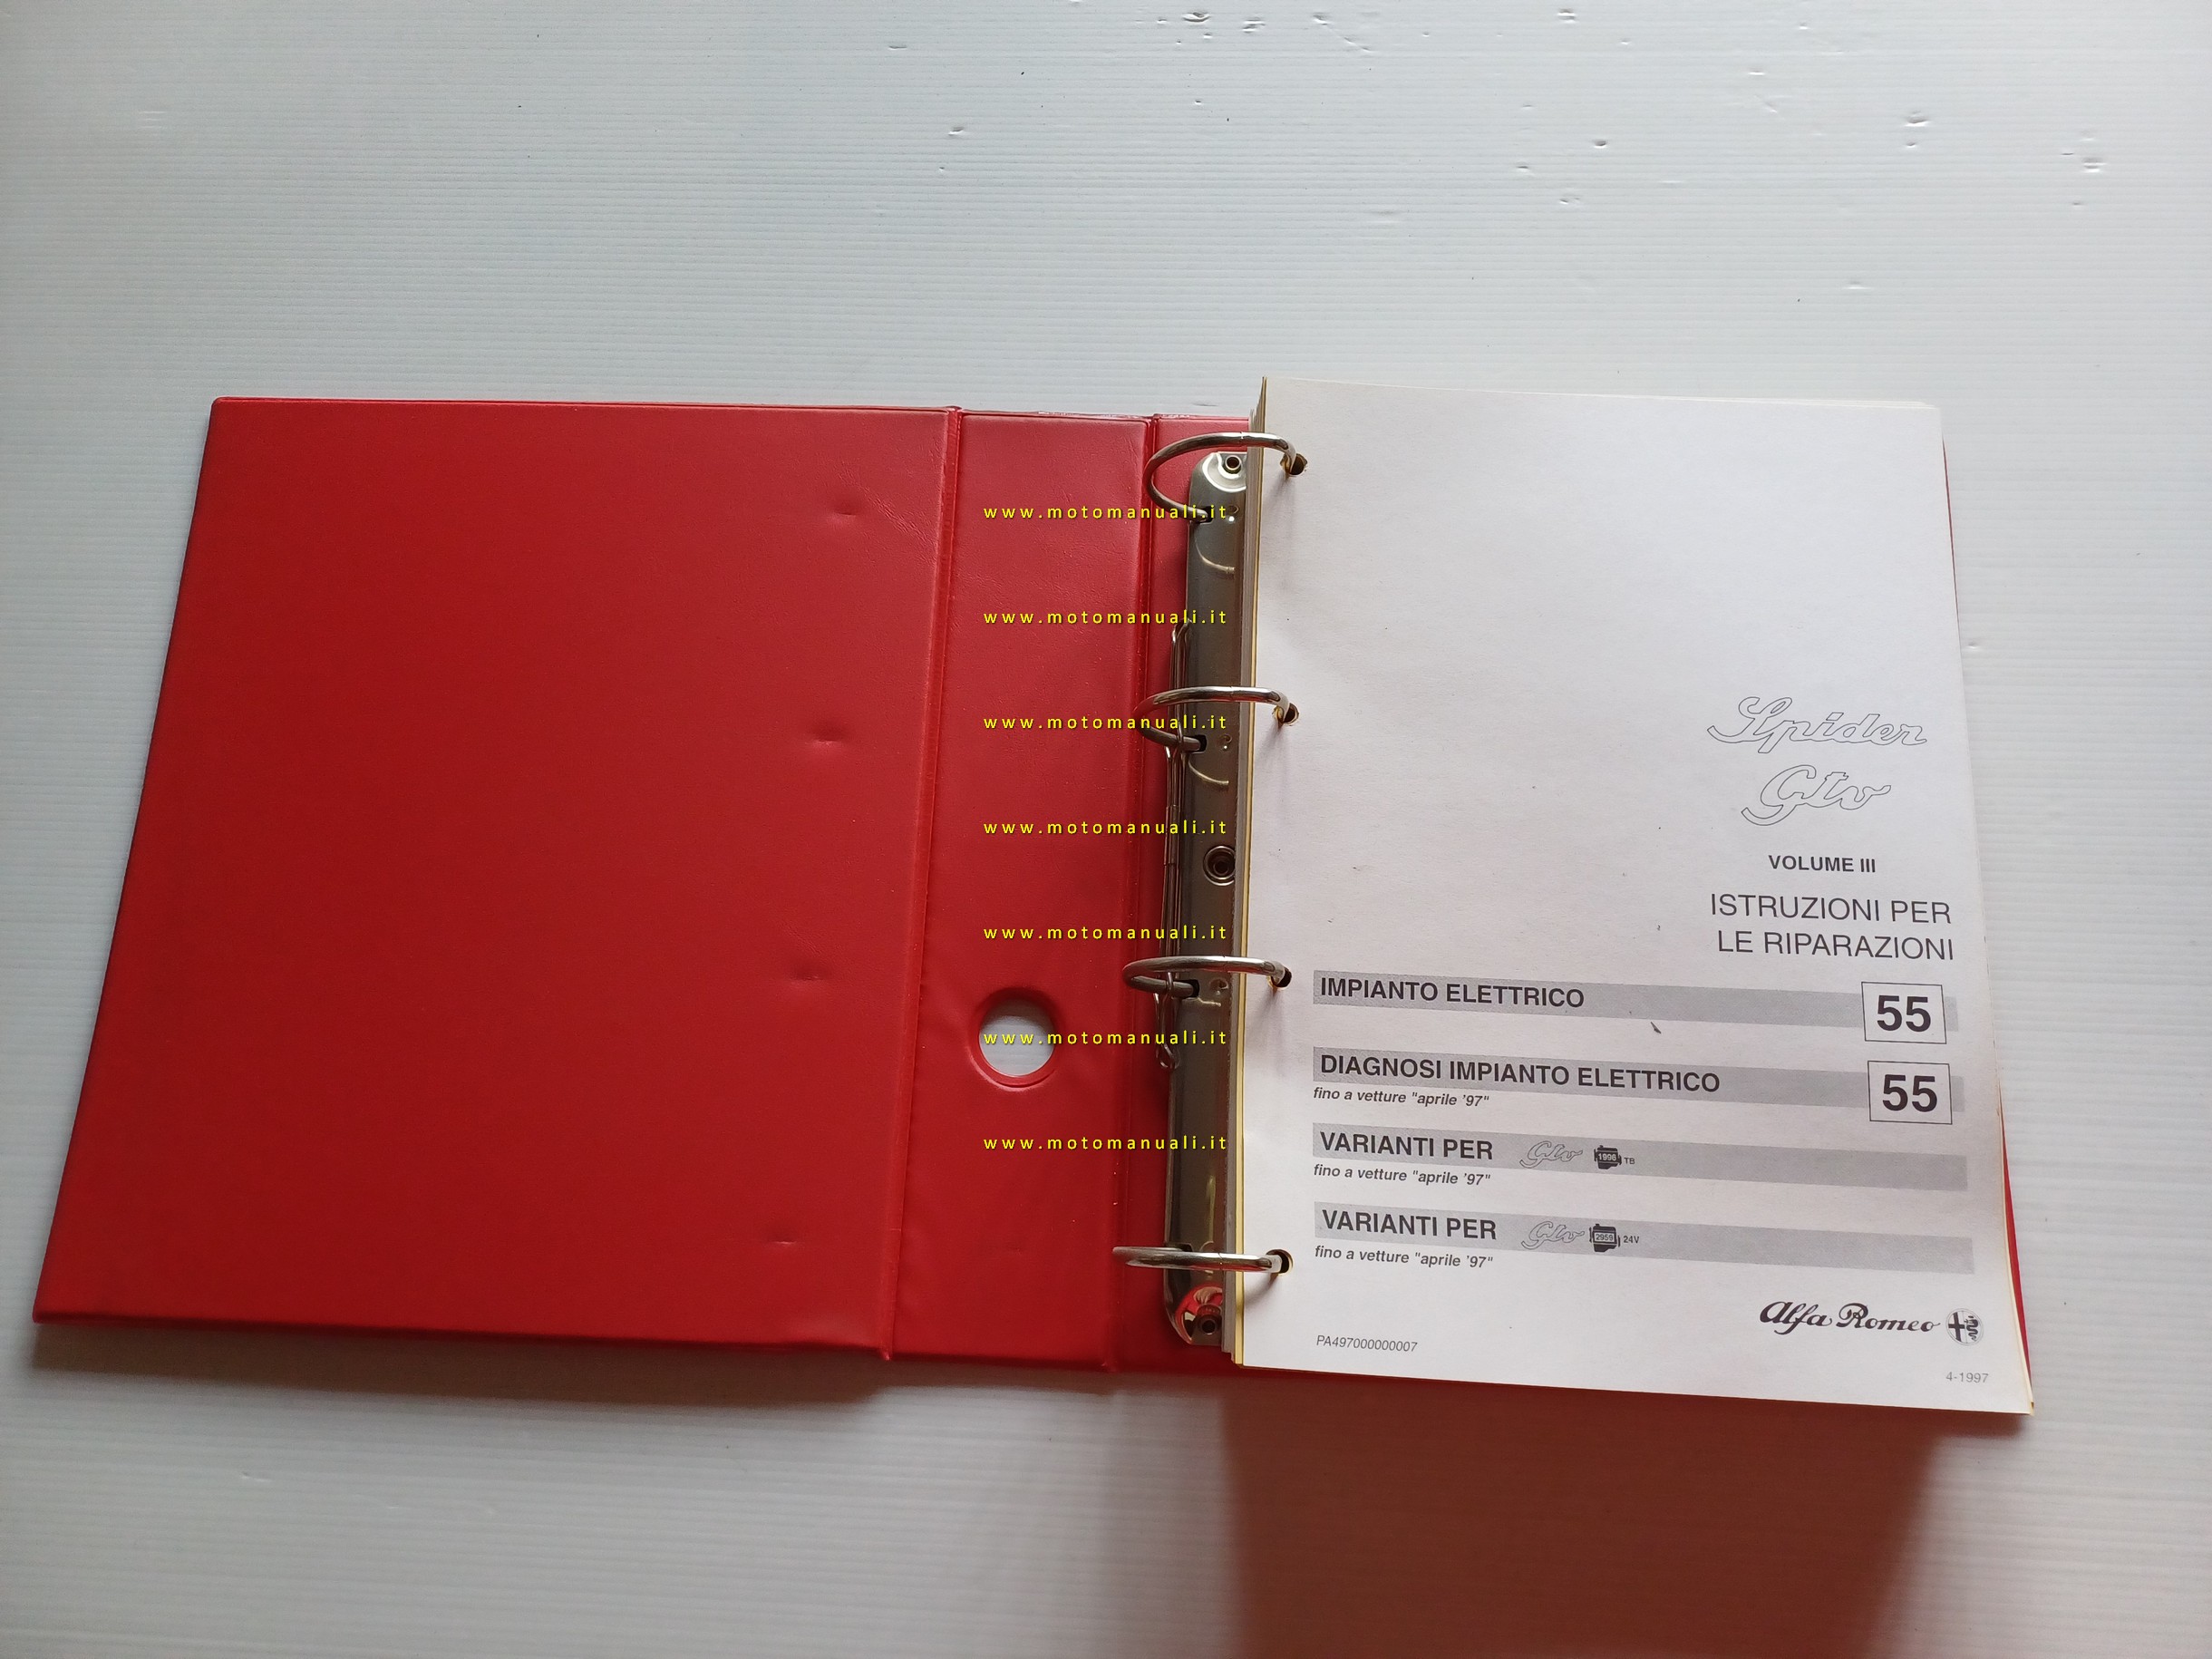 www.motomanuali.it
www.motomanuali.it
www.motomanuali.it
www.motomanuali.it
www.motomanuali.it
www.motomanuali.it
www.motomanuali.it
Spider
Gtv
VOLUME III
ISTRUZIONI PER
LE RIPARAZIONI
IMPIANTO ELETTRICO 55
DIAGNOSI IMPIANTO ELETTRICO 55
fino a vetture "aprile '97"
VARIANTI PER Gtv 1996 TB
fino a vetture "aprile '97"
VARIANTI PER Gtv 2959 24V
fino a vetture "aprile '97"
Alfa Romeo
PA497000000007
4-1997